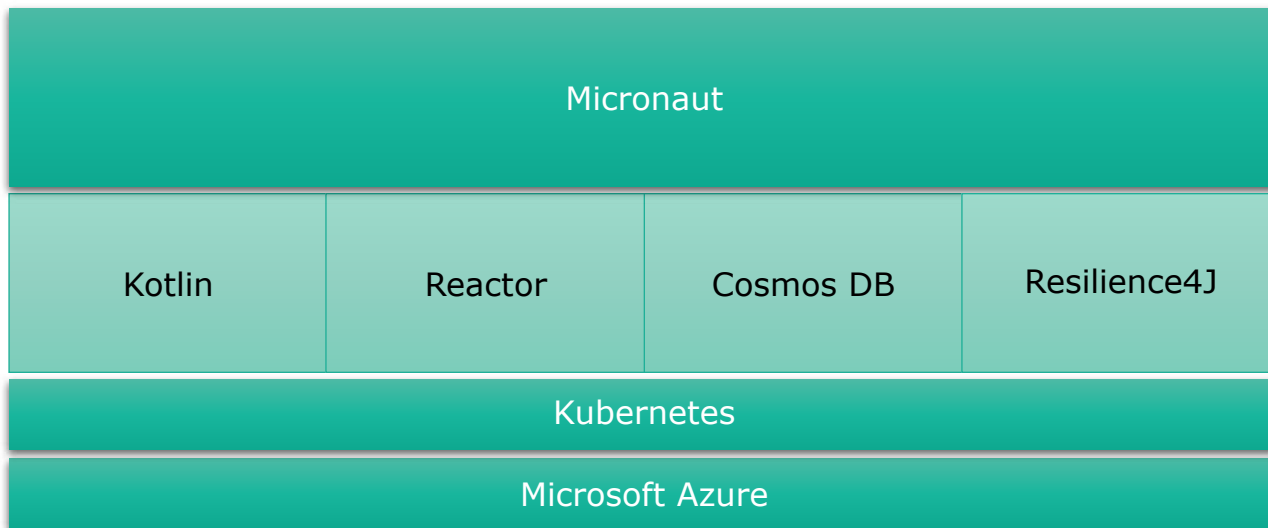 Micronaut
Kotlin
Reactor
Cosmos DB
Resilience4J
Kubernetes
Microsoft Azure